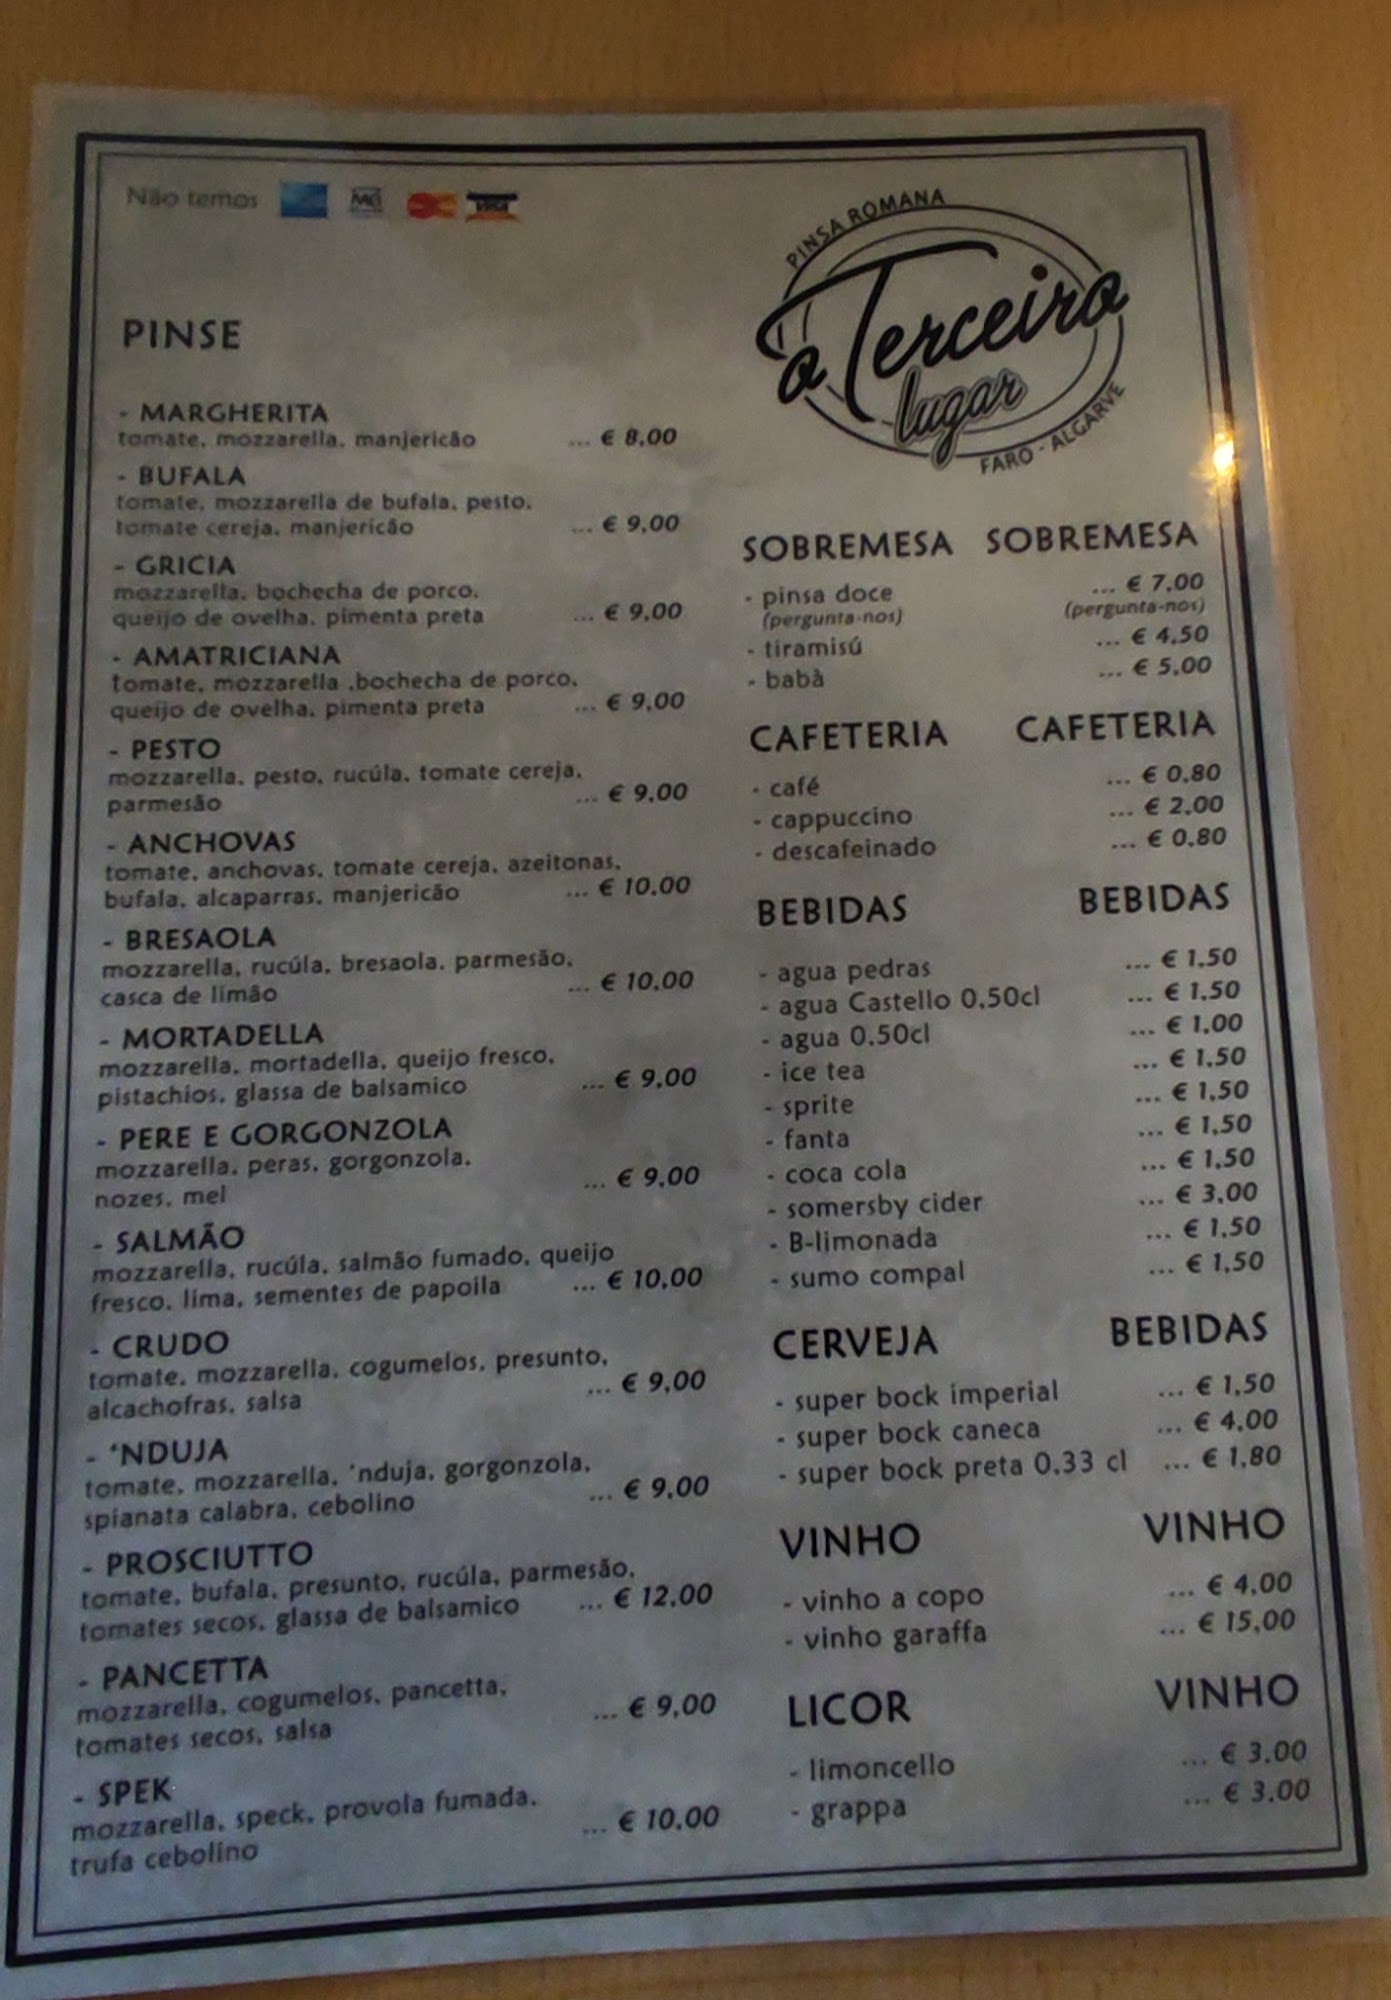 Não temos
PINSA ROMANA
o Terceiro
lugar
FARO - ALGARVE
PINSE
- MARGHERITA
tomate, mozzarella, manjericão ... € 8,00
- BUFALA
tomate, mozzarella de bufala, pesto,
tomate cereja, manjericão ... € 9,00
- GRICIA
mozzarella, bochecha de porco,
queijo de ovelha, pimenta preta ... € 9,00
- AMATRICIANA
tomate, mozzarella ,bochecha de porco,
queijo de ovelha, pimenta preta ... € 9,00
- PESTO
mozzarella, pesto, rucúla, tomate cereja,
parmesão ... € 9,00
- ANCHOVAS
tomate, anchovas, tomate cereja, azeitonas,
bufala, alcaparras, manjericão ... € 10,00
- BRESAOLA
mozzarella, rucúla, bresaola, parmesão,
casca de limão ... € 10,00
- MORTADELLA
mozzarella, mortadella, queijo fresco,
pistachios, glassa de balsamico ... € 9,00
- PERE E GORGONZOLA
mozzarella, peras, gorgonzola,
nozes, mel ... € 9,00
- SALMÃO
mozzarella, rucúla, salmão fumado, queijo
fresco, lima, sementes de papoila ... € 10,00
- CRUDO
tomate, mozzarella, cogumelos, presunto,
alcachofras, salsa ... € 9,00
- 'NDUJA
tomate, mozzarella, 'nduja, gorgonzola,
spianata calabra, cebolino ... € 9,00
- PROSCIUTTO
tomate, bufala, presunto, rucúla, parmesão,
tomates secos, glassa de balsamico ... € 12,00
- PANCETTA
mozzarella, cogumelos, pancetta,
tomates secos, salsa ... € 9,00
- SPEK
mozzarella, speck, provola fumada,
trufa cebolino ... € 10,00
SOBREMESA SOBREMESA
- pinsa doce ... € 7,00
(pergunta-nos) (pergunta-nos)
- tiramisú ... € 4,50
- babà ... € 5,00
CAFETERIA CAFETERIA
- café ... € 0,80
- cappuccino ... € 2,00
- descafeinado ... € 0,80
BEBIDAS BEBIDAS
- agua pedras ... € 1,50
- agua Castello 0,50cl ... € 1,50
- agua 0.50cl ... € 1,00
- ice tea ... € 1,50
- sprite ... € 1,50
- fanta ... € 1,50
- coca cola ... € 1,50
- somersby cider ... € 3,00
- B-limonada ... € 1,50
- sumo compal ... € 1,50
CERVEJA BEBIDAS
- super bock imperial ... € 1,50
- super bock caneca ... € 4,00
- super bock preta 0,33 cl ... € 1,80
VINHO VINHO
- vinho a copo ... € 4,00
- vinho garaffa ... € 15,00
LICOR VINHO
- limoncello ... € 3,00
- grappa ... € 3,00